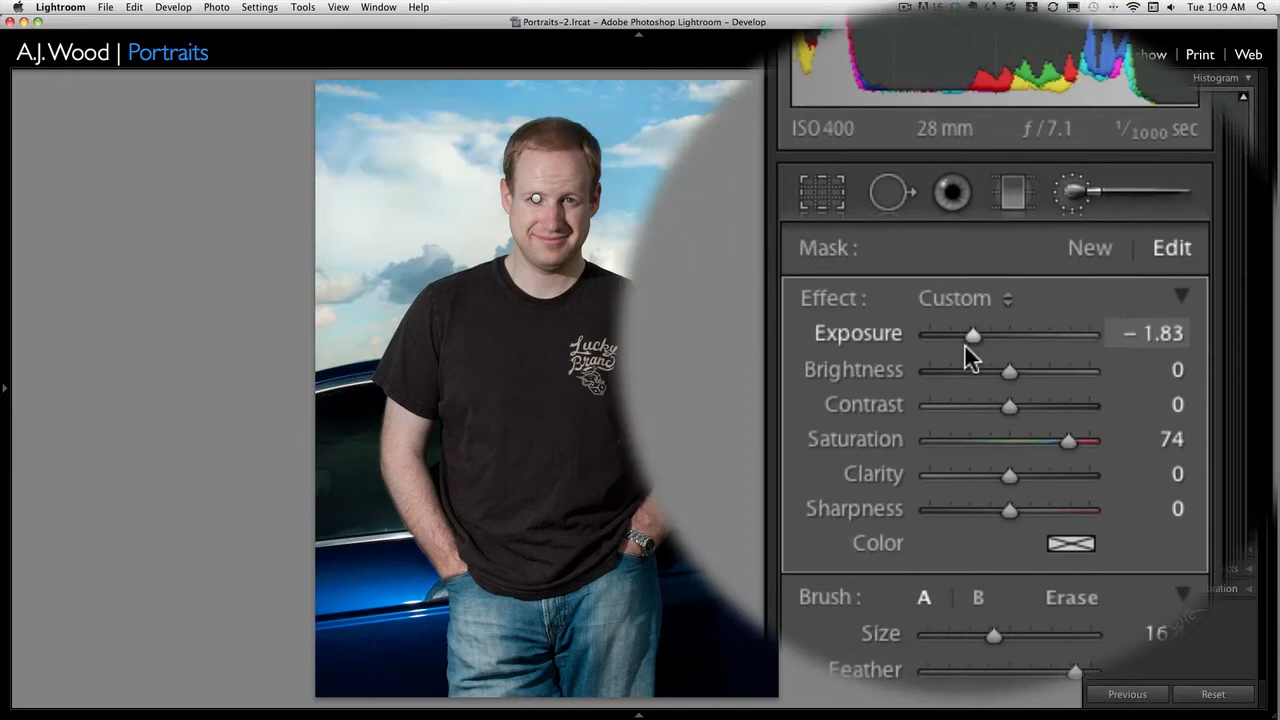 Lightroom File Edit Develop Photo Settings Tools View Window Help 16 Tue 1:09 AM
Portraits-2.lrcat - Adobe Photoshop Lightroom - Develop
A.J.Wood | Portraits
how | Print | Web
Histogram
ISO 400 28 mm ƒ / 7.1 1/1000 sec
Mask : New Edit
Effect : Custom
Exposure – 1.83
Brightness 0
Contrast 0
Saturation 74
Clarity 0
Sharpness 0
Color
Brush : A B Erase
Size 16
Feather
Lucky
Brand
Previous Reset